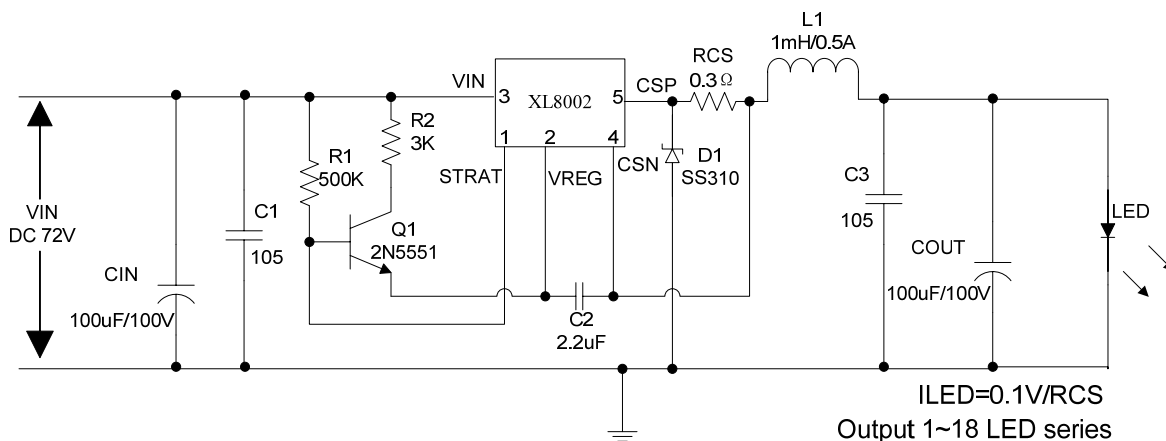 L1
1mH/0.5A
RCS
0.3Ω
VIN
3
XL8002
5
CSP
1
2
4
R2
3K
R1
500K
STRAT
VREG
CSN
D1
SS310
C3
105
LED
VIN
DC 72V
C1
105
Q1
2N5551
CIN
100uF/100V
COUT
100uF/100V
C2
2.2uF
ILED=0.1V/RCS
Output 1~18 LED series